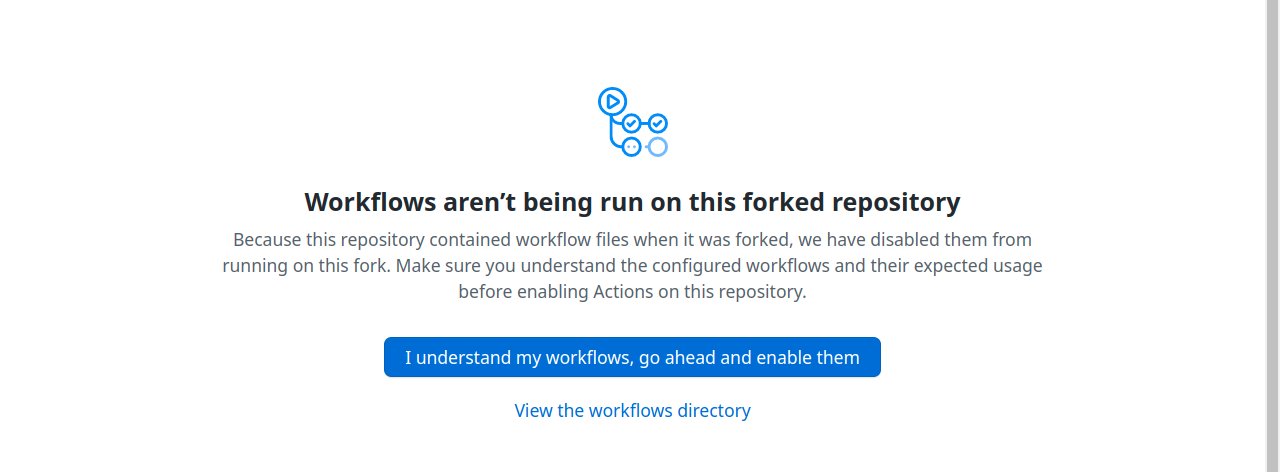 Workflows aren’t being run on this forked repository
Because this repository contained workflow files when it was forked, we have disabled them from
running on this fork. Make sure you understand the configured workflows and their expected usage
before enabling Actions on this repository.
I understand my workflows, go ahead and enable them
View the workflows directory